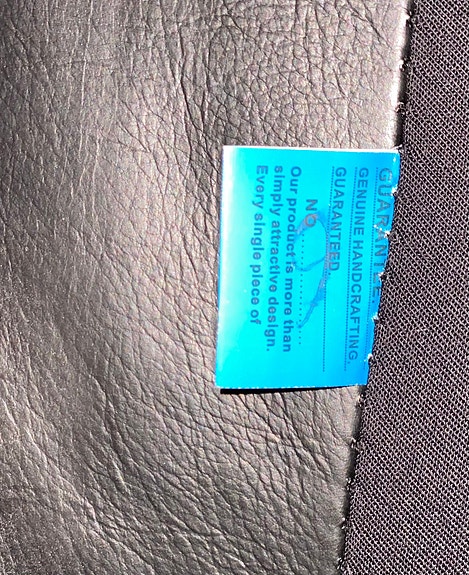 GUARANTEE.
GENUINE HANDCRAFTING,
GUARANTEED.
NO
Our product is more than
simply attractive design.
Every single piece of